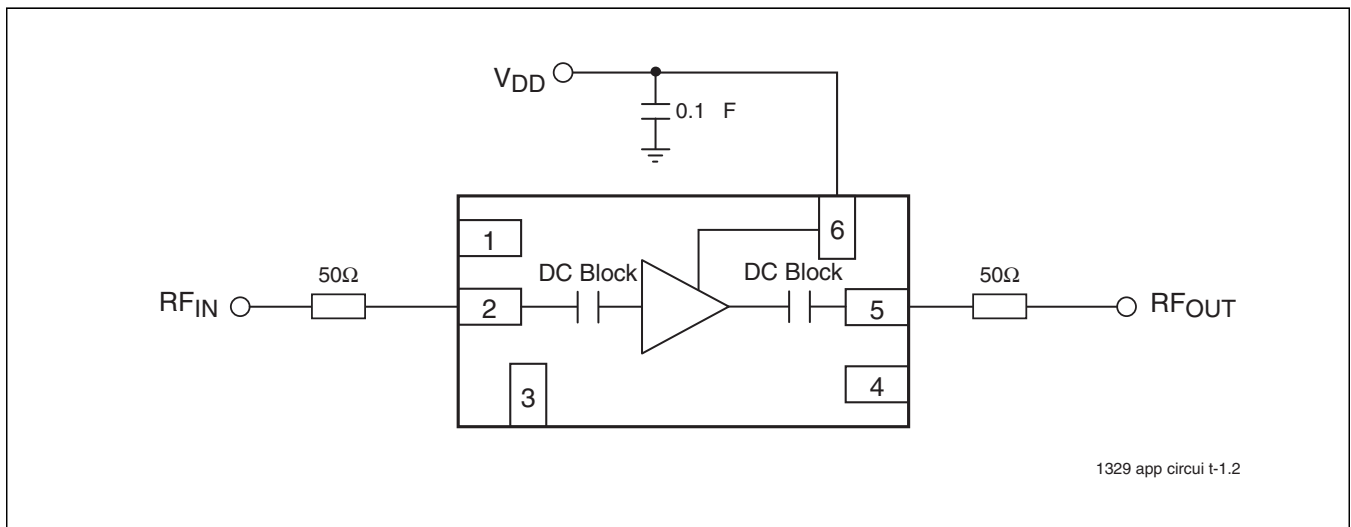 VDD
0.1 F
6
1
DC Block DC Block
50Ω 50Ω
RFIN 2 5 RFOUT
3 4
1329 app circui t-1.2